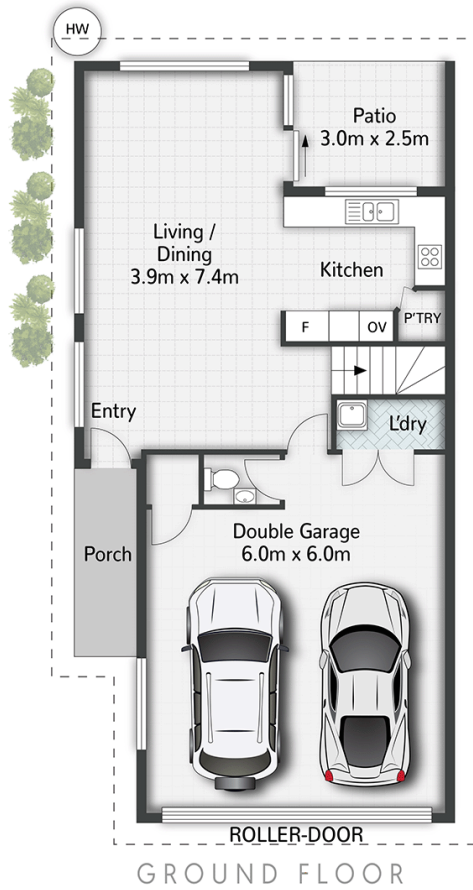 HW
Patio
3.0m x 2.5m
Living /
Dining
3.9m x 7.4m
Kitchen
F
OV
P'TRY
Entry
L'dry
Porch
Double Garage
6.0m x 6.0m
ROLLER-DOOR
GROUND FLOOR